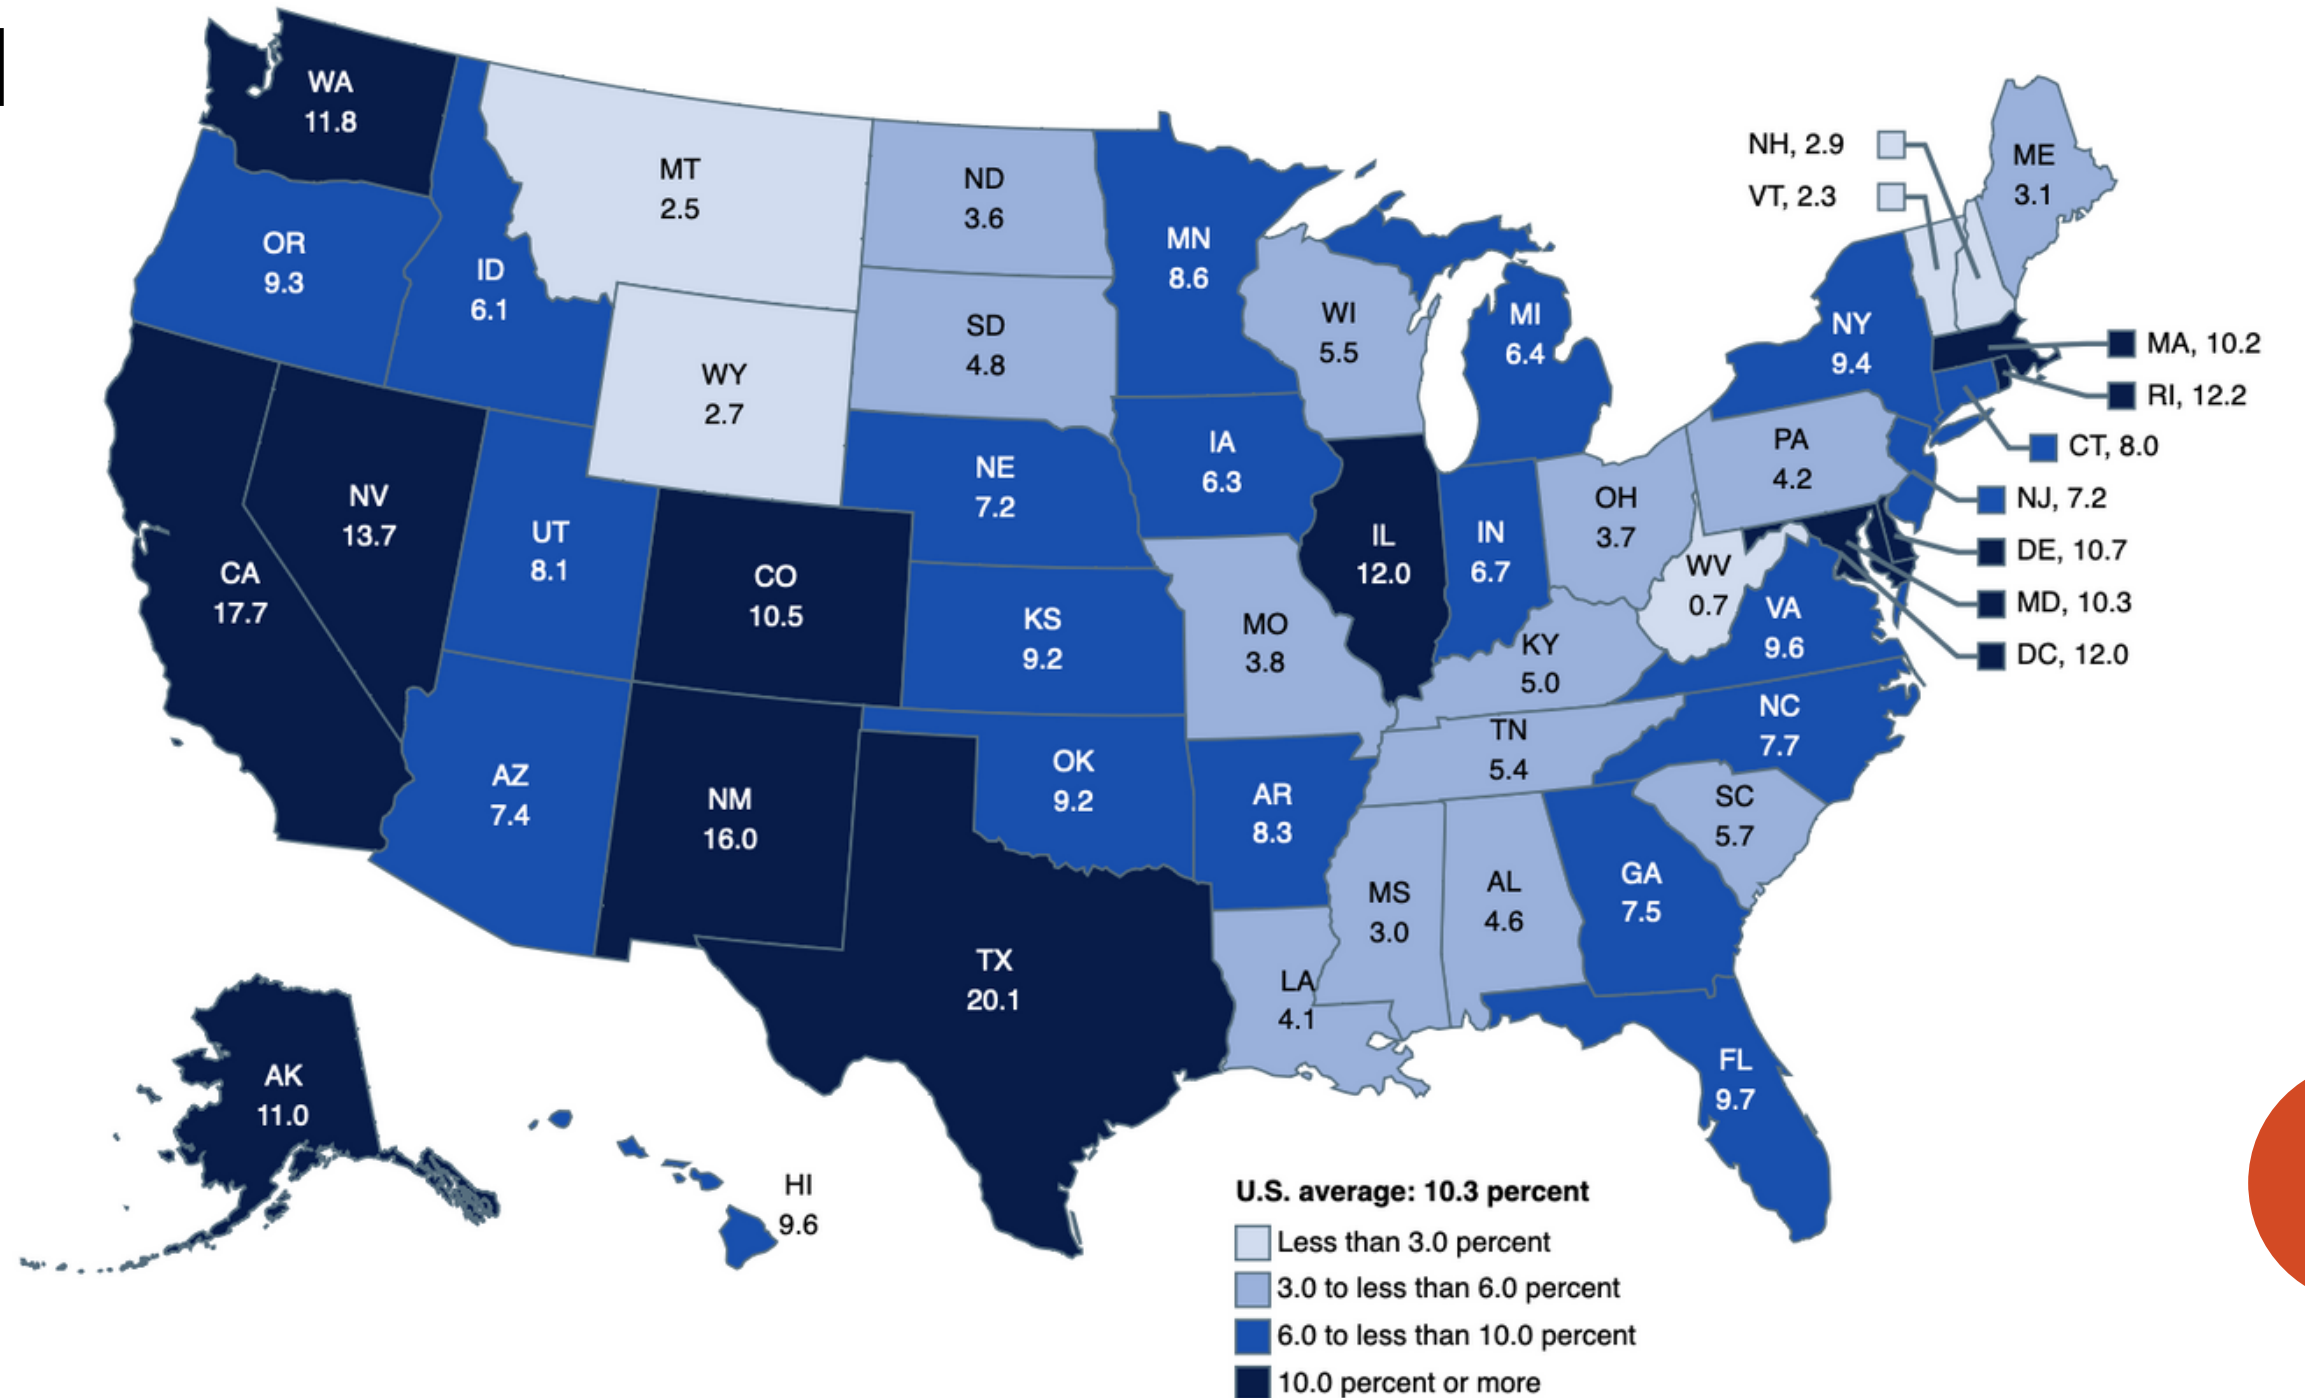 WA
11.8
OR
9.3
ID
6.1
MT
2.5
WY
2.7
ND
3.6
SD
4.8
MN
8.6
WI
5.5
MI
6.4
NH, 2.9
VT, 2.3
ME
3.1
NY
9.4
MA, 10.2
RI, 12.2
CT, 8.0
NJ, 7.2
DE, 10.7
MD, 10.3
DC, 12.0
PA
4.2
OH
3.7
WV
0.7
VA
9.6
IN
6.7
IL
12.0
IA
6.3
NE
7.2
KS
9.2
MO
3.8
KY
5.0
TN
5.4
NC
7.7
SC
5.7
NV
13.7
CA
17.7
UT
8.1
CO
10.5
AZ
7.4
NM
16.0
OK
9.2
TX
20.1
AR
8.3
LA
4.1
MS
3.0
AL
4.6
GA
7.5
FL
9.7
AK
11.0
HI
9.6
U.S. average: 10.3 percent
Less than 3.0 percent
3.0 to less than 6.0 percent
6.0 to less than 10.0 percent
10.0 percent or more